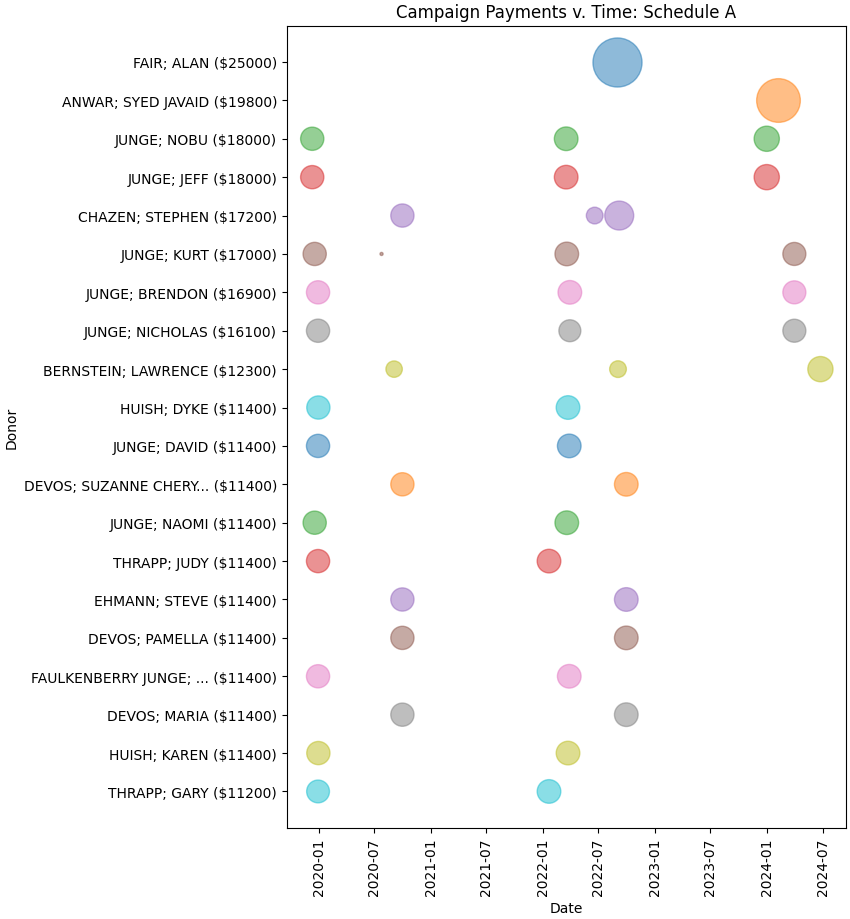 Campaign Payments v. Time: Schedule A
FAIR; ALAN ($25000)
ANWAR; SYED JAVAID ($19800)
JUNGE; NOBU ($18000)
JUNGE; JEFF ($18000)
CHAZEN; STEPHEN ($17200)
JUNGE; KURT ($17000)
JUNGE; BRENDON ($16900)
JUNGE; NICHOLAS ($16100)
BERNSTEIN; LAWRENCE ($12300)
HUISH; DYKE ($11400)
JUNGE; DAVID ($11400)
DEVOS; SUZANNE CHERY... ($11400)
JUNGE; NAOMI ($11400)
THRAPP; JUDY ($11400)
EHMANN; STEVE ($11400)
DEVOS; PAMELLA ($11400)
FAULKENBERRY JUNGE; ... ($11400)
DEVOS; MARIA ($11400)
HUISH; KAREN ($11400)
THRAPP; GARY ($11200)
Donor
2020-01
2020-07
2021-01
2021-07
2022-01
2022-07
2023-01
2023-07
2024-01
2024-07
Date